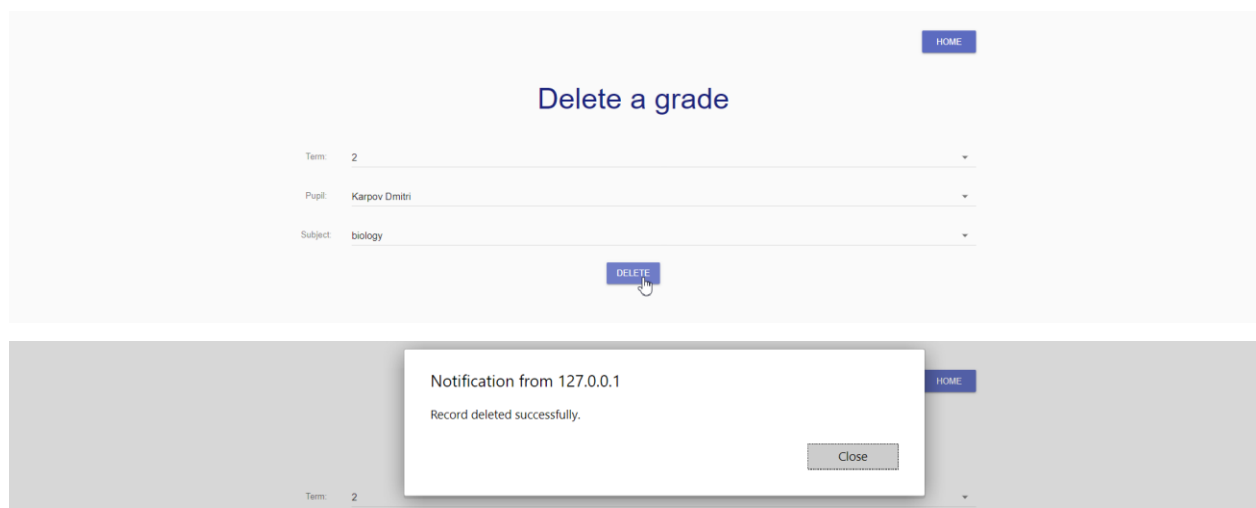 HOME
Delete a grade
Term: 2
Pupil: Karpov Dmitri
Subject: biology
DELETE
Notification from 127.0.0.1
HOME
Record deleted successfully.
Close
Term: 2